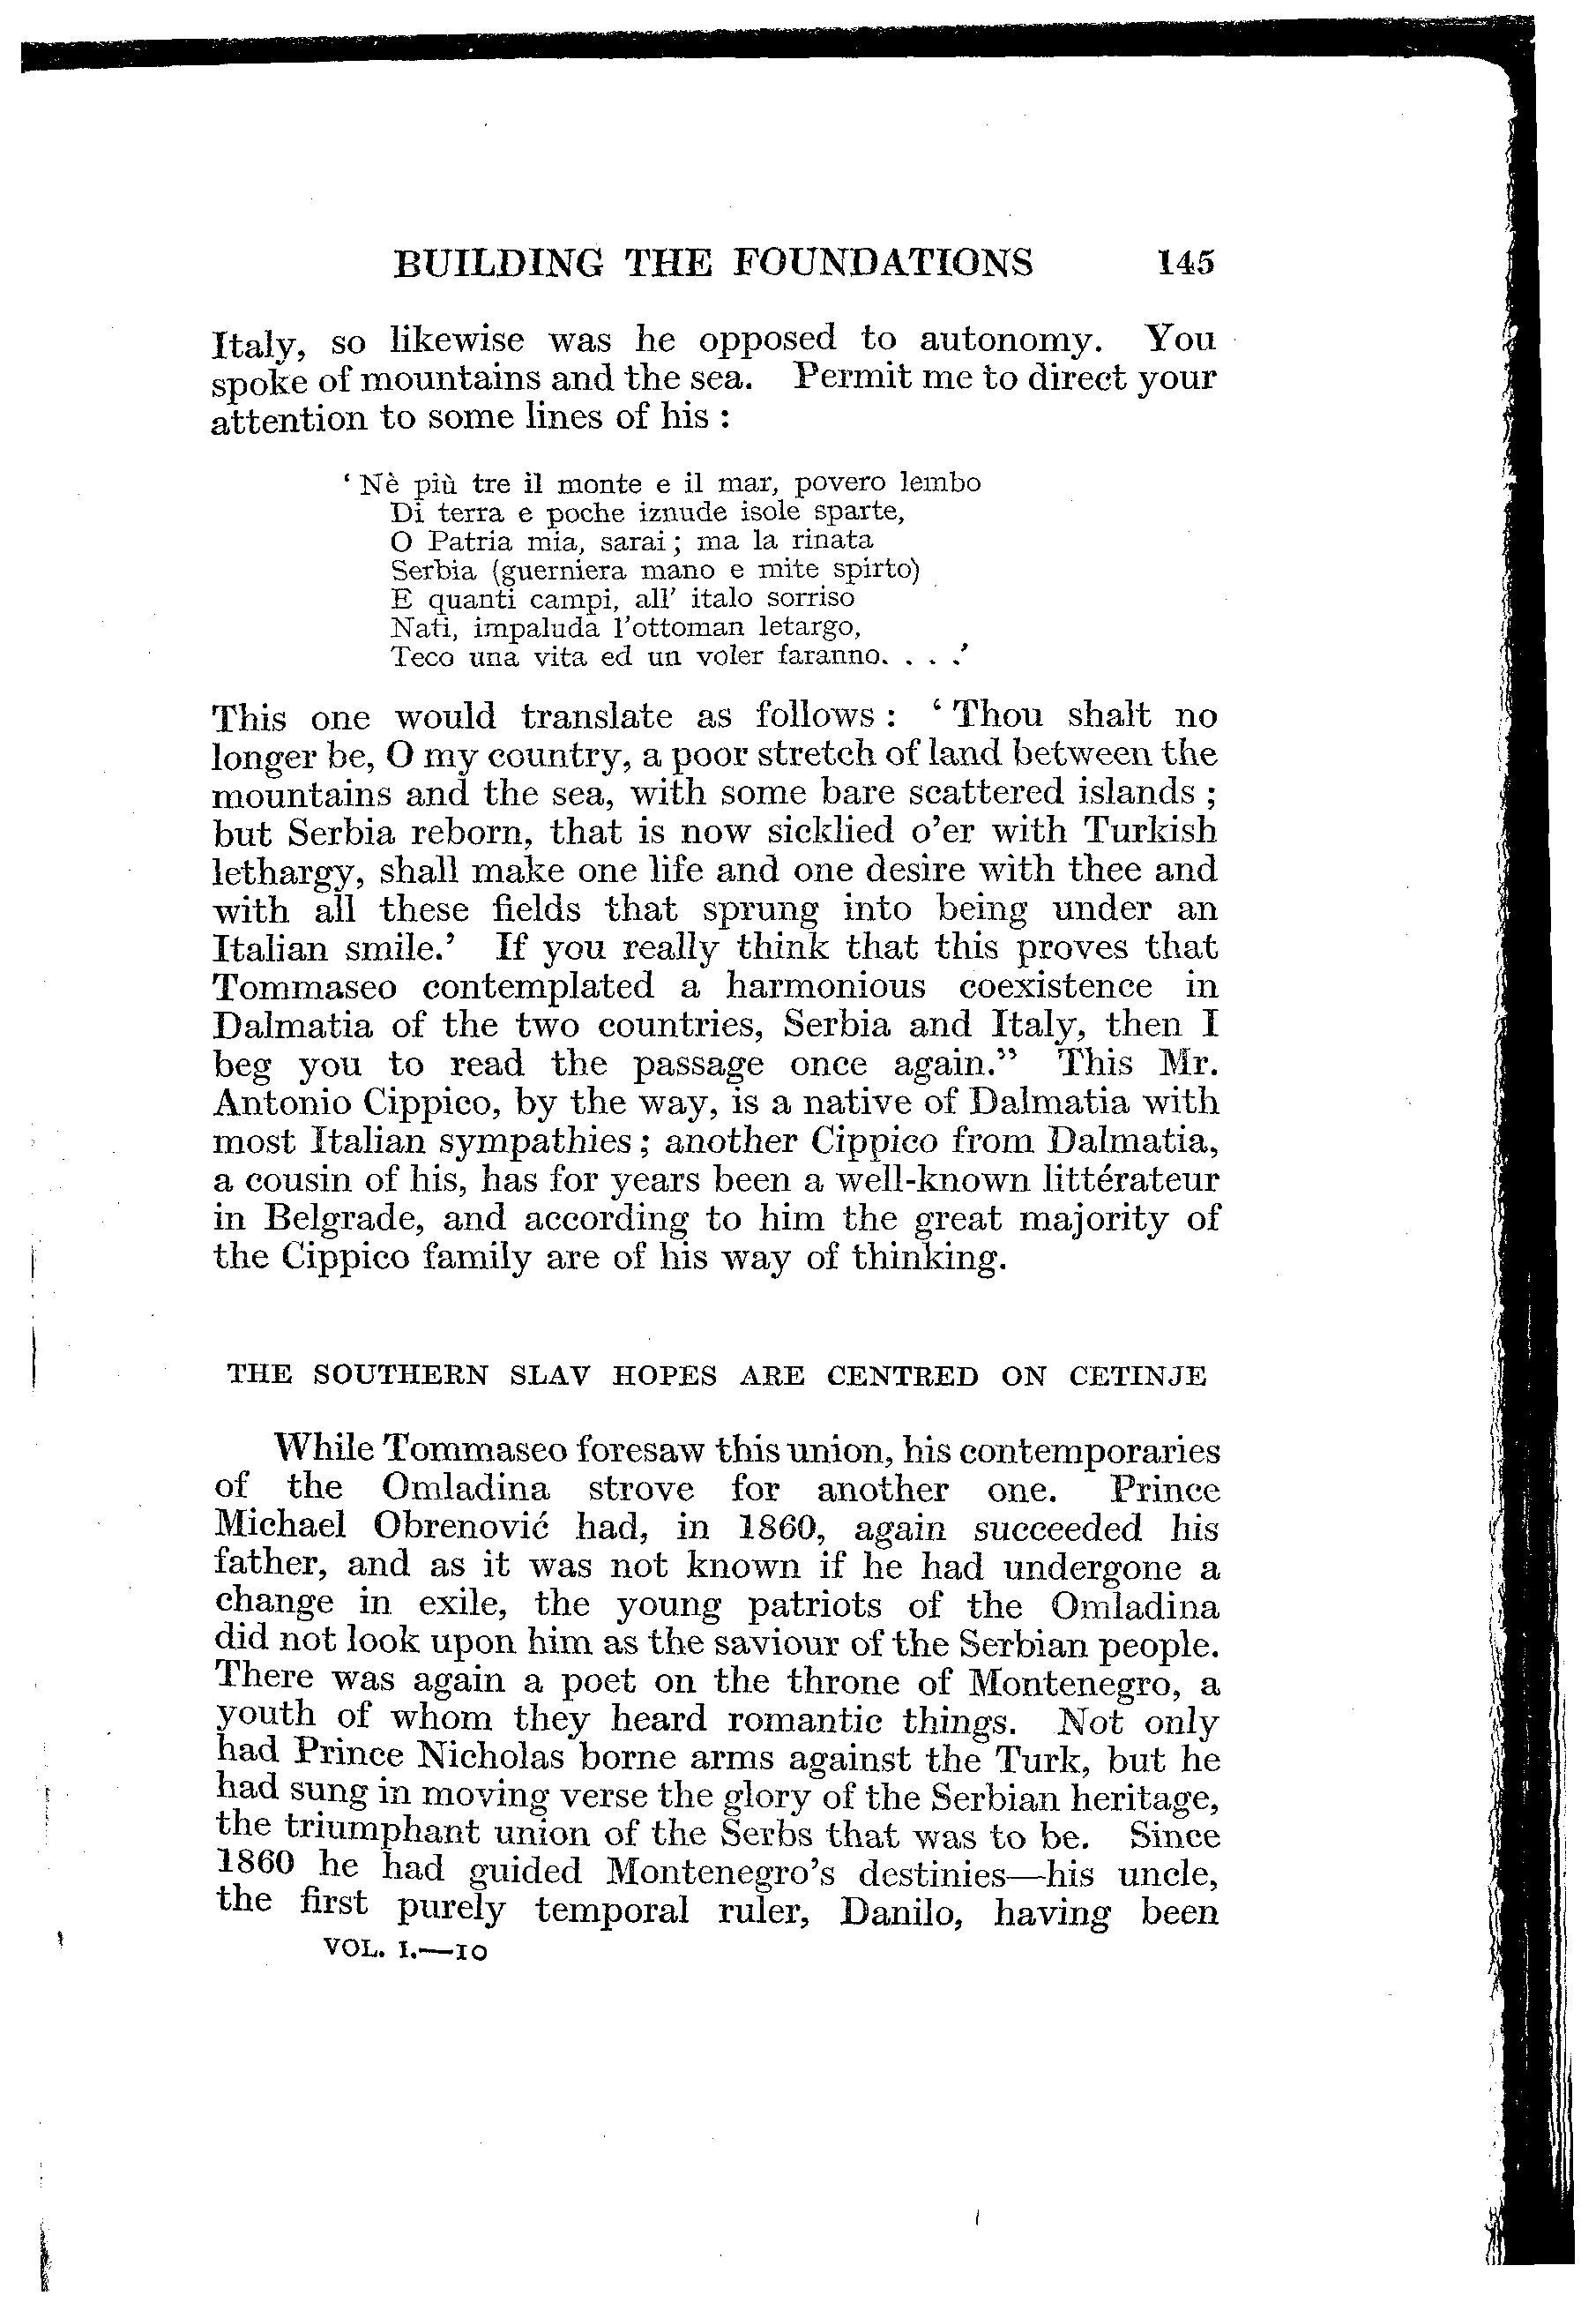 BUILDING THE FOUNDATIONS 145
Italy, so likewise was he opposed to autonomy. You
spoke of mountains and the sea. Permit me to direct your
attention to some lines of his :
‘ Nè più tre il monte e il mar, povero lembo
Di terra e poche iznude isole sparte,
O Patria mia, sarai ; ma la rinata
Serbia (guerniera mano e mite spirto)
E quanti campi, all’ italo sorriso
Nati, impaluda l’ottoman letargo,
Teco una vita ed un voler faranno. . . .’
This one would translate as follows : ‘ Thou shalt no
longer be, O my country, a poor stretch of land between the
mountains and the sea, with some bare scattered islands ;
but Serbia reborn, that is now sicklied o’er with Turkish
lethargy, shall make one life and one desire with thee and
with all these fields that sprung into being under an
Italian smile.’ If you really think that this proves that
Tommaseo contemplated a harmonious coexistence in
Dalmatia of the two countries, Serbia and Italy, then I
beg you to read the passage once again.” This Mr.
Antonio Cippico, by the way, is a native of Dalmatia with
most Italian sympathies ; another Cippico from Dalmatia,
a cousin of his, has for years been a well-known littérateur
in Belgrade, and according to him the great majority of
the Cippico family are of his way of thinking.
THE SOUTHERN SLAV HOPES ARE CENTRED ON CETINJE
While Tommaseo foresaw this union, his contemporaries
of the Omladina strove for another one. Prince
Michael Obrenović had, in 1860, again succeeded his
father, and as it was not known if he had undergone a
change in exile, the young patriots of the Omladina
did not look upon him as the saviour of the Serbian people.
There was again a poet on the throne of Montenegro, a
youth of whom they heard romantic things. Not only
had Prince Nicholas borne arms against the Turk, but he
had sung in moving verse the glory of the Serbian heritage,
the triumphant union of the Serbs that was to be. Since
1860 he had guided Montenegro’s destinies—his uncle,
the first purely temporal ruler, Danilo, having been
VOL. I.—10